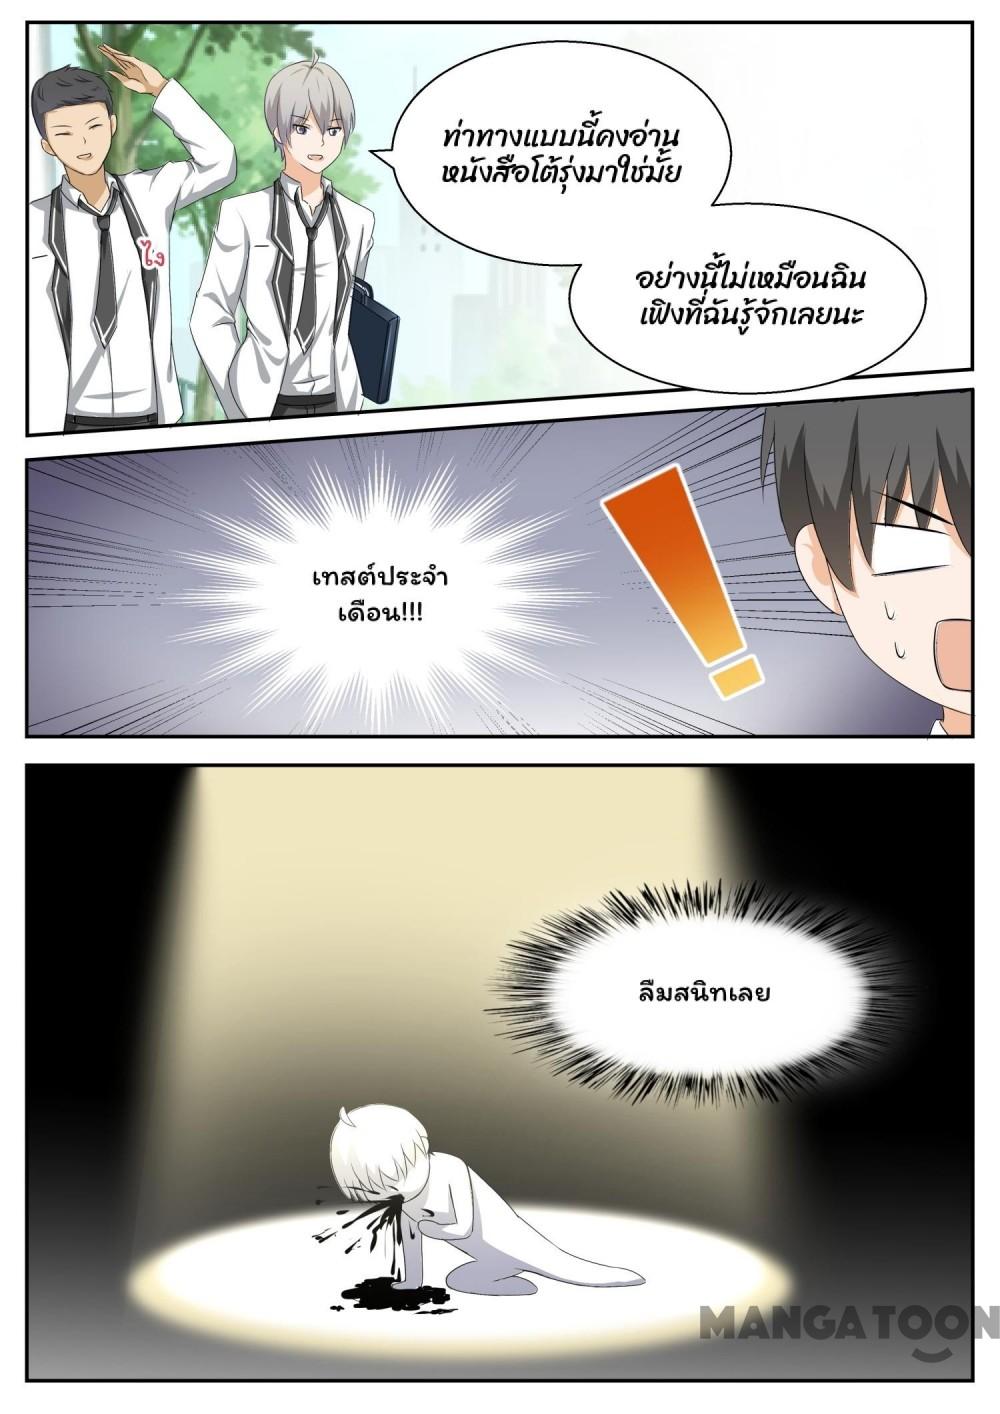 ท่าทางแบบนี้คงอ่าน
หนังสือโต้รุ่งมาใช่มั้ย
ไง
อย่างนี้ไม่เหมือนฉิน
เฟิงที่ฉันรู้จักเลยนะ
เทสต์ประจำ
เดือน!!!
ลืมสนิทเลย
MANGATOON